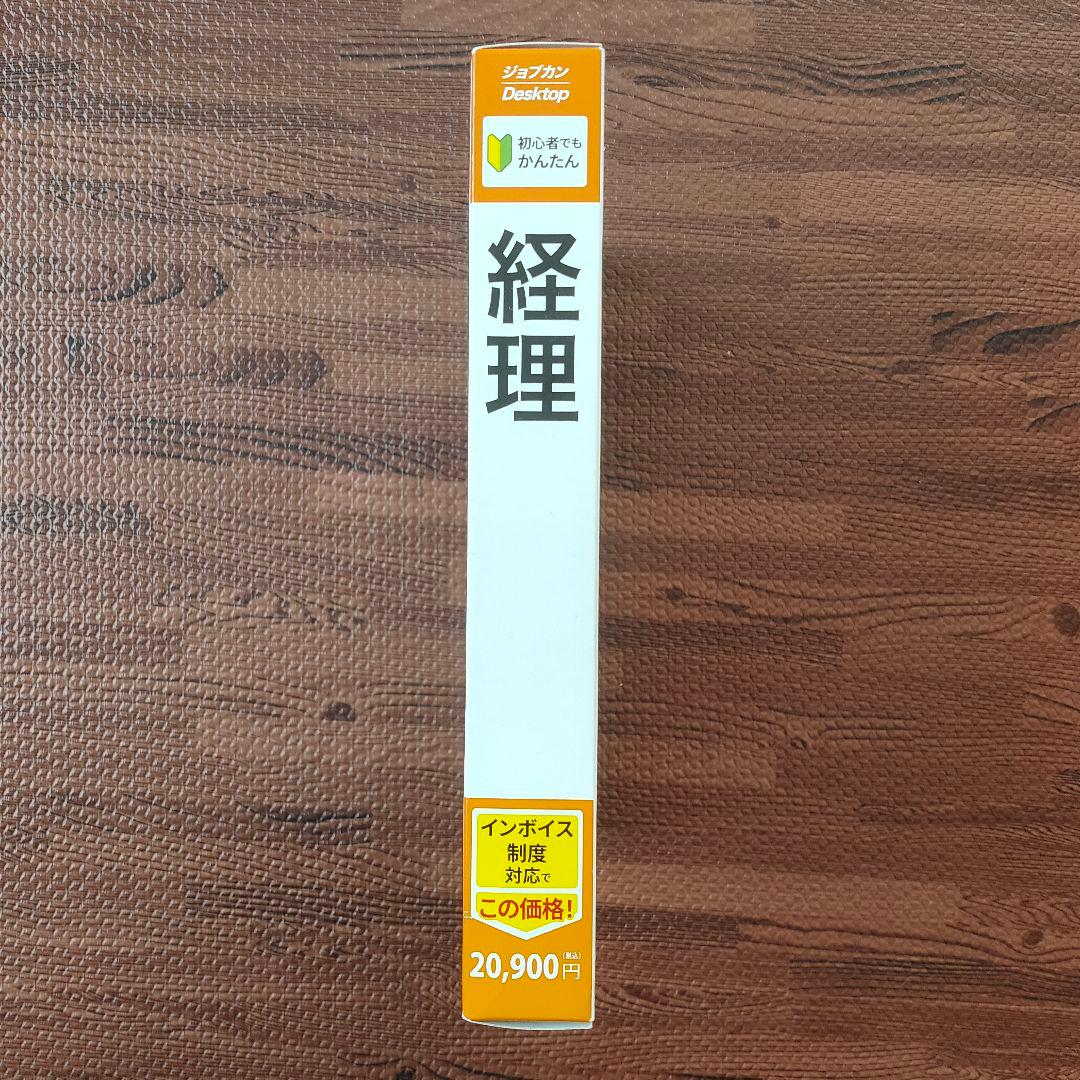 ジョブカン
Desktop
初心者でも
かんたん
経理
インボイス
制度
対応で
この価格!
20,900円(税込)